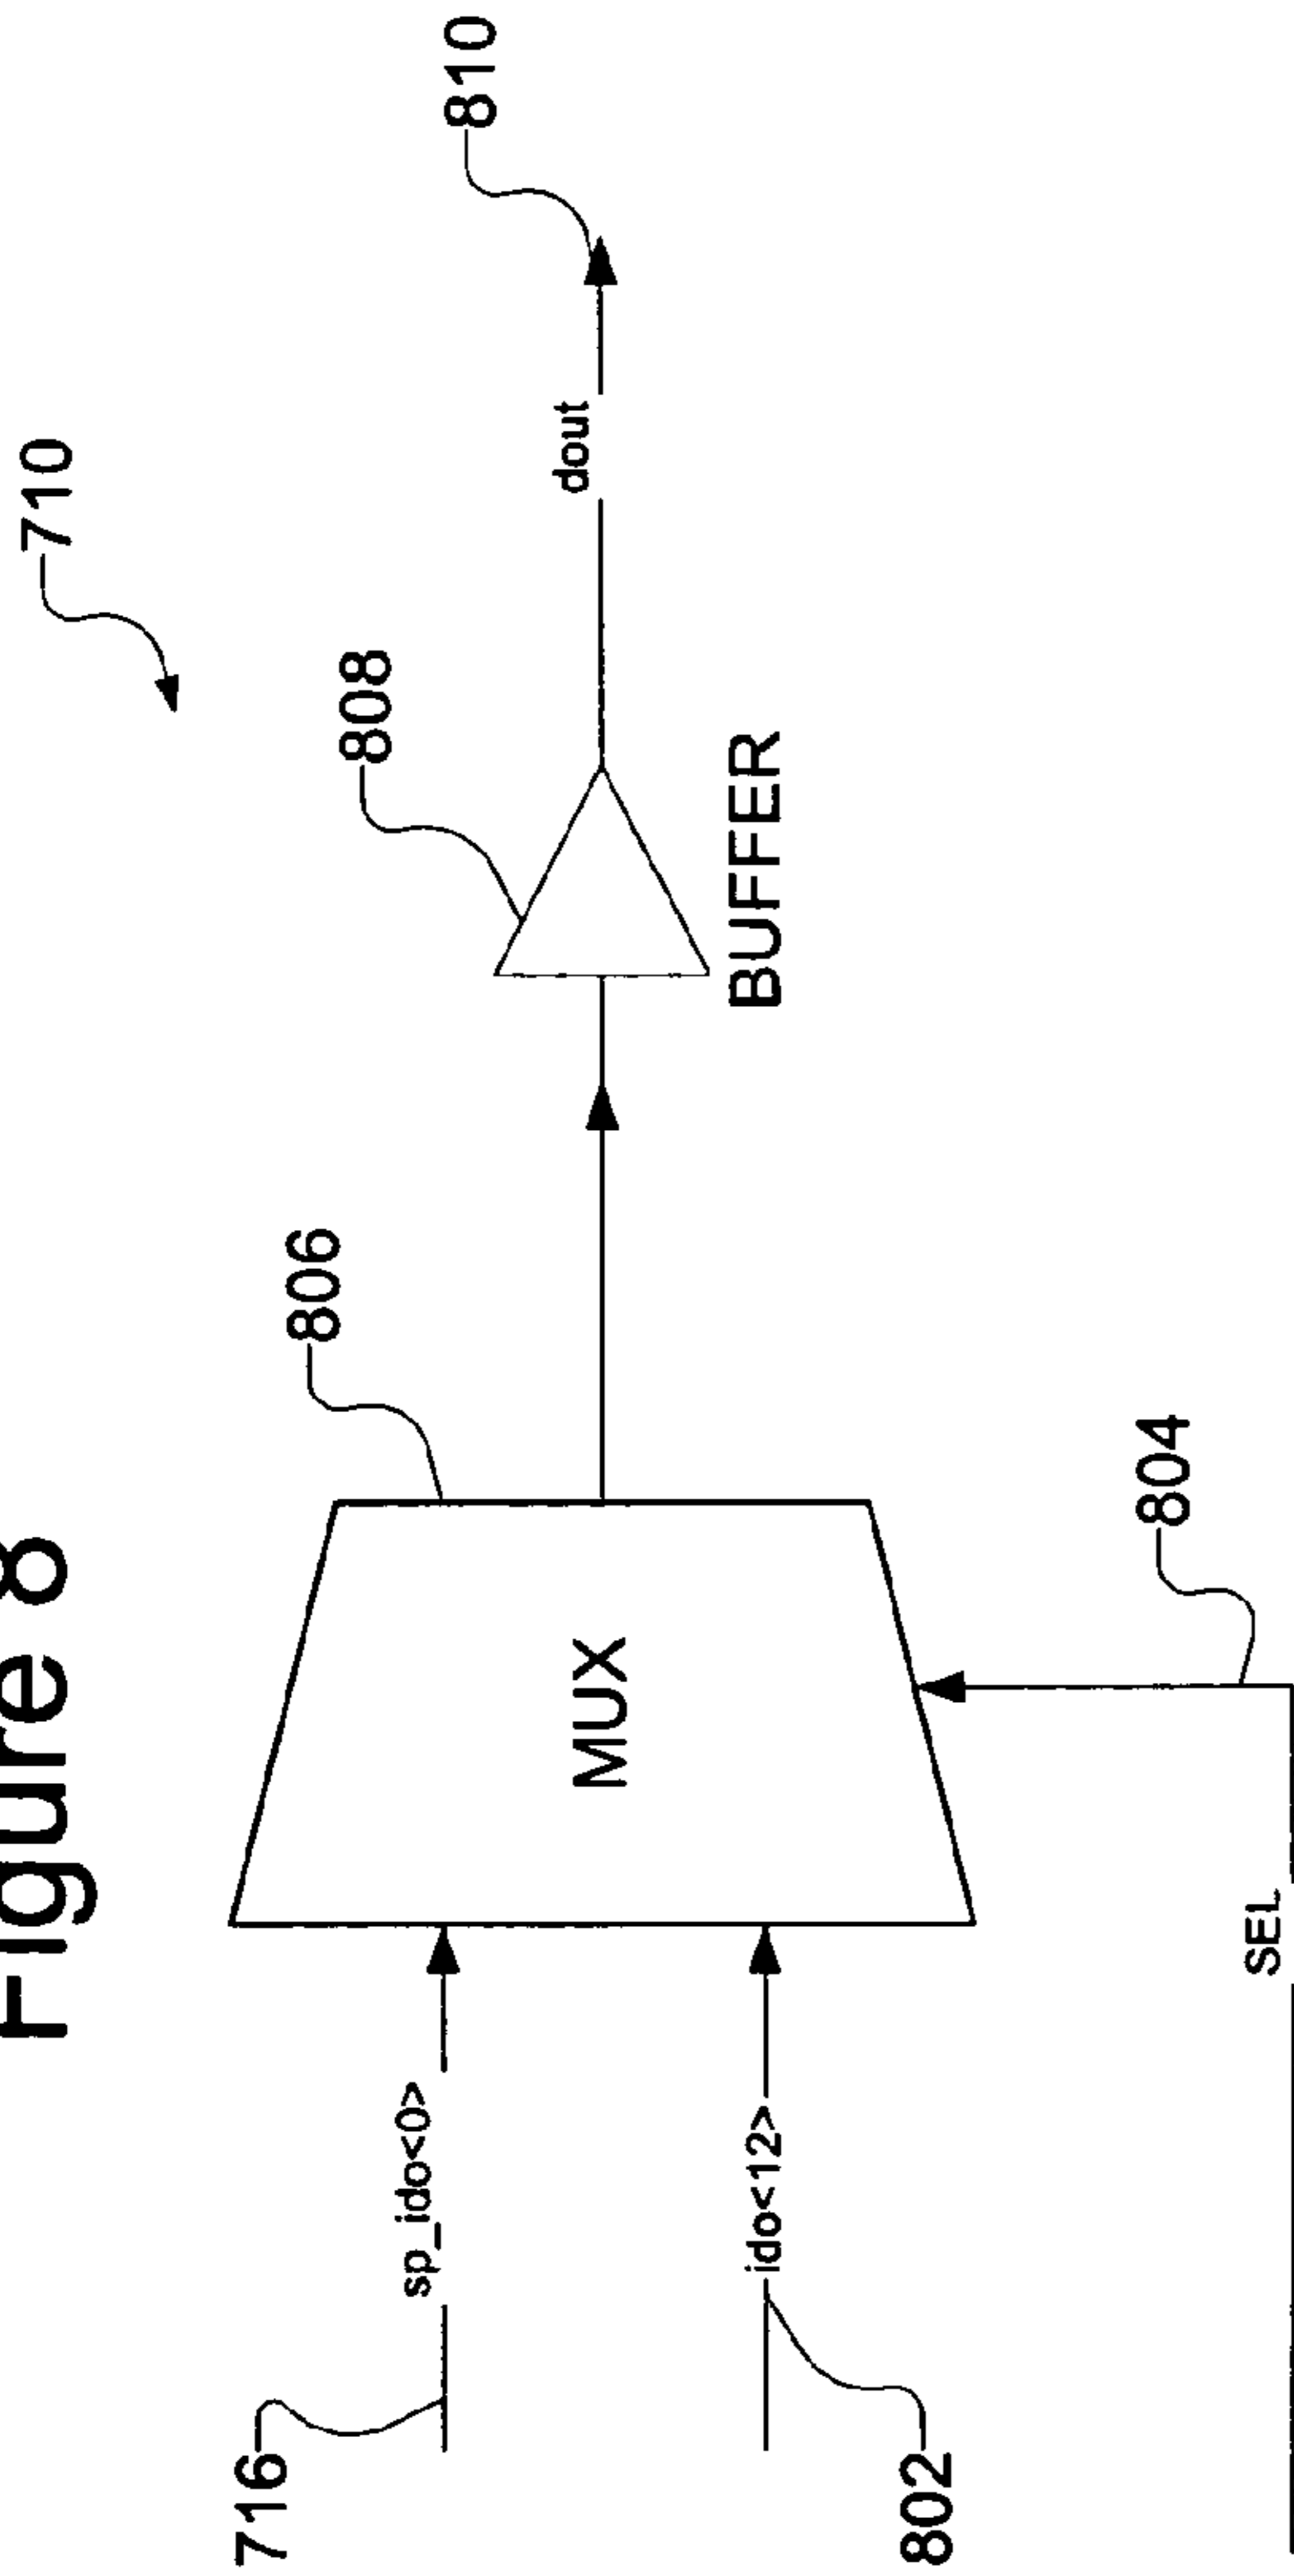 Figure 8
710
716
sp_ido<0>
806
808
810
MUX
dout
BUFFER
ido<12>
802
804
SEL